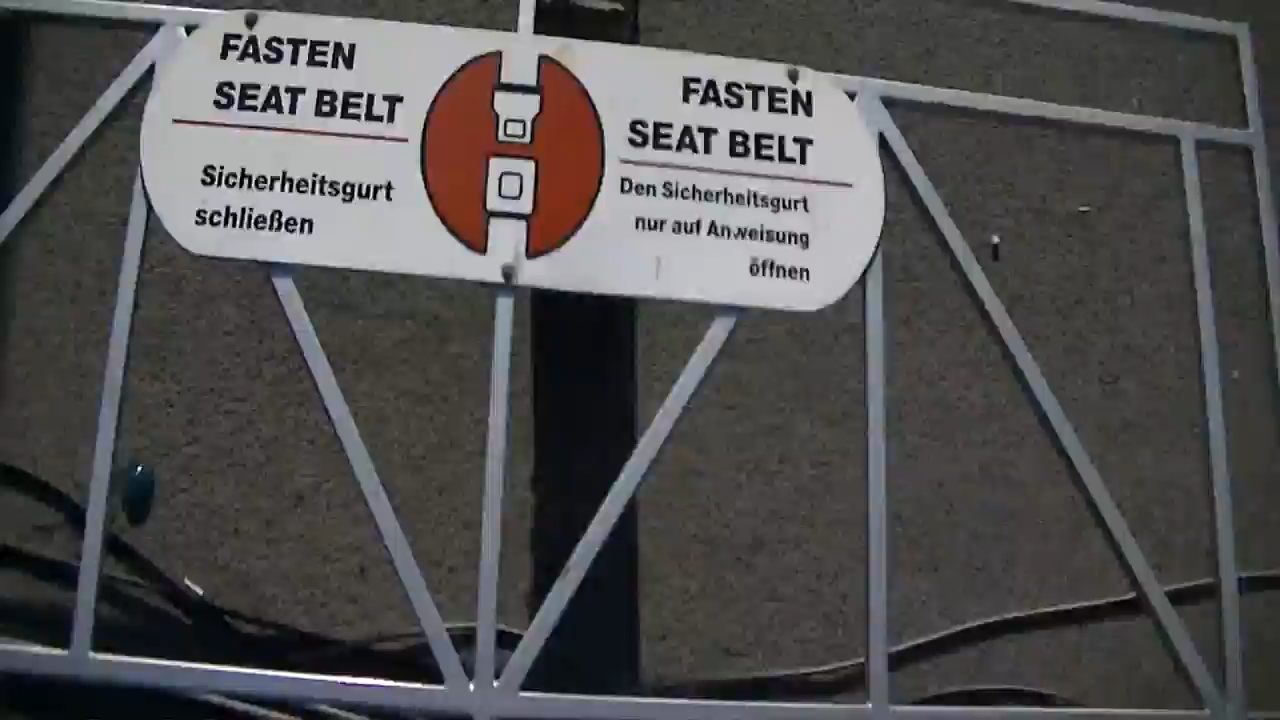 FASTEN
SEAT BELT
Sicherheitsgurt
schließen
FASTEN
SEAT BELT
Den Sicherheitsgurt
nur auf Anweisung
öffnen